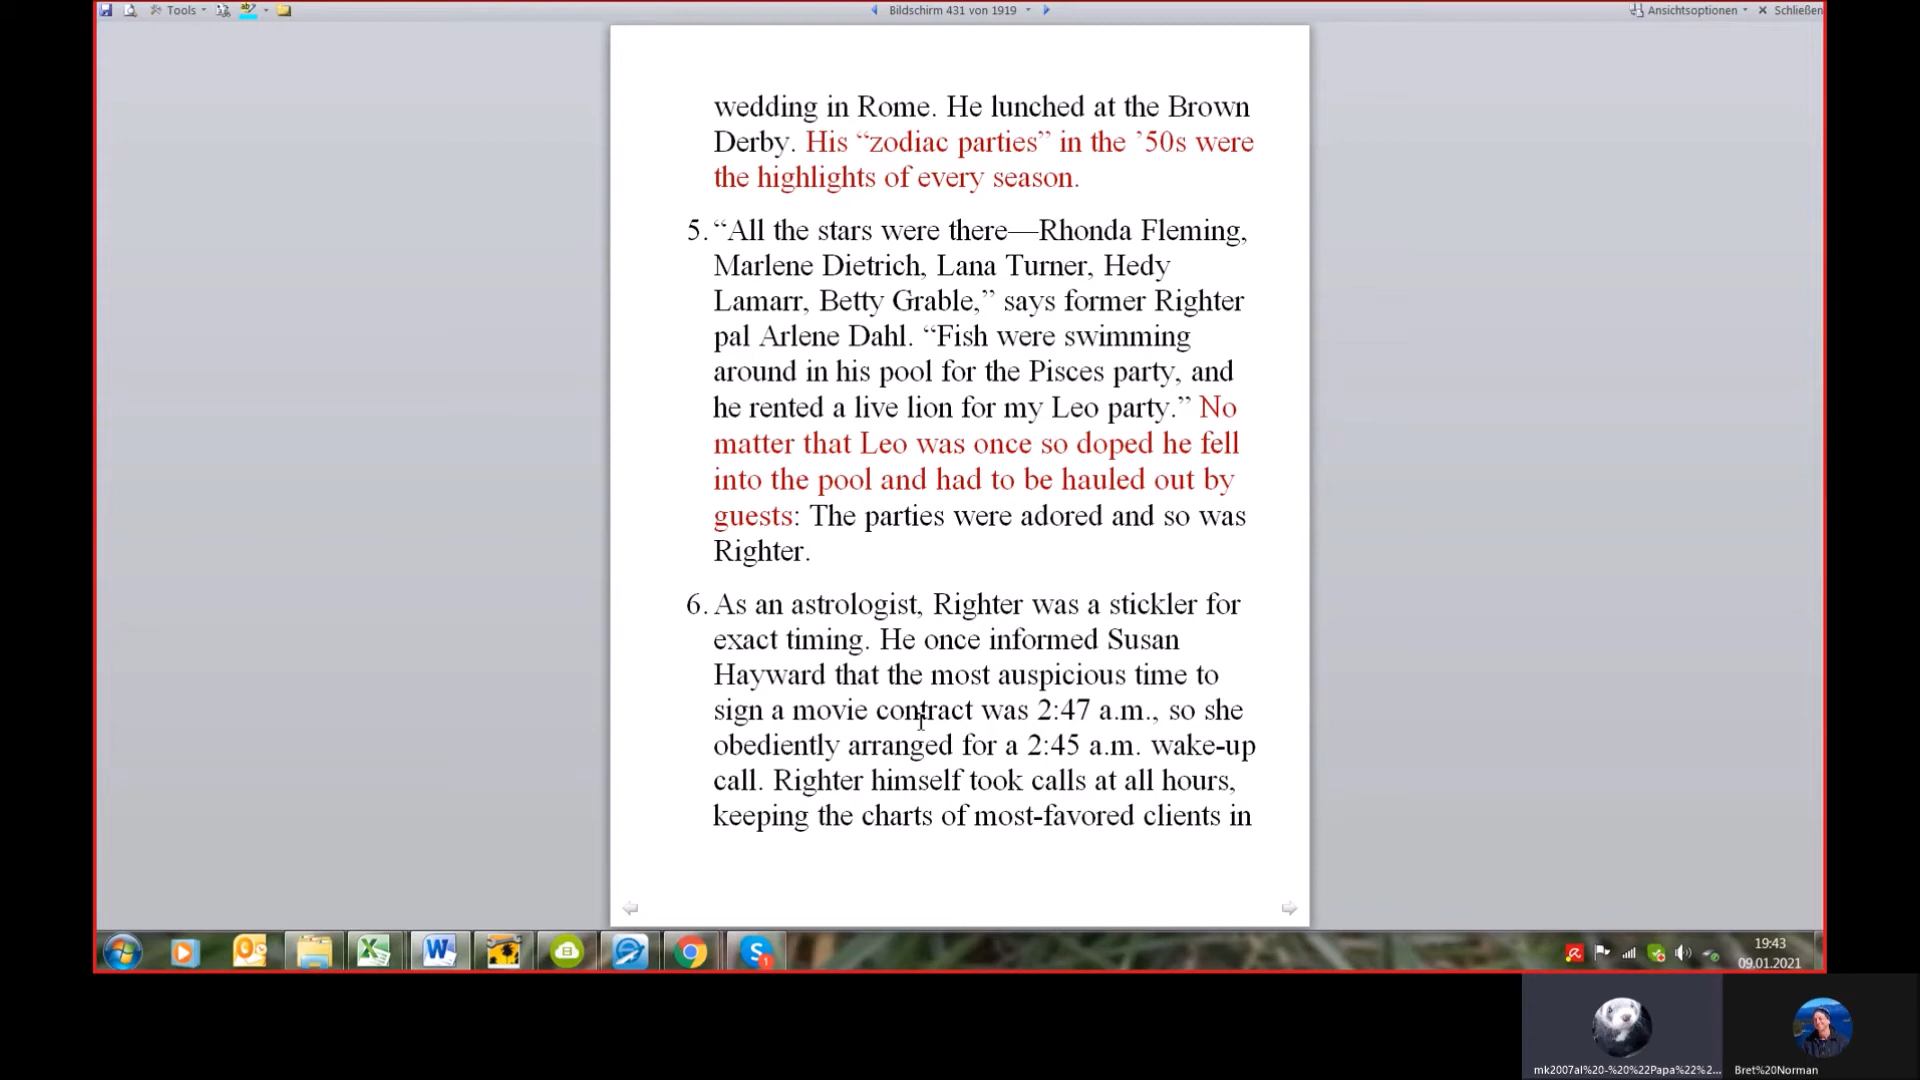 Tools
Bildschirm 431 von 1919
Ansichtsoptionen
Schließen
wedding in Rome. He lunched at the Brown
Derby. His “zodiac parties” in the ’50s were
the highlights of every season.
5. “All the stars were there—Rhonda Fleming,
Marlene Dietrich, Lana Turner, Hedy
Lamarr, Betty Grable,” says former Righter
pal Arlene Dahl. “Fish were swimming
around in his pool for the Pisces party, and
he rented a live lion for my Leo party.” No
matter that Leo was once so doped he fell
into the pool and had to be hauled out by
guests: The parties were adored and so was
Righter.
6. As an astrologist, Righter was a stickler for
exact timing. He once informed Susan
Hayward that the most auspicious time to
sign a movie contract was 2:47 a.m., so she
obediently arranged for a 2:45 a.m. wake-up
call. Righter himself took calls at all hours,
keeping the charts of most-favored clients in
19:43
09.01.2021
mk2007al%20-%20%22Papa%22%2...
Bret%20Norman